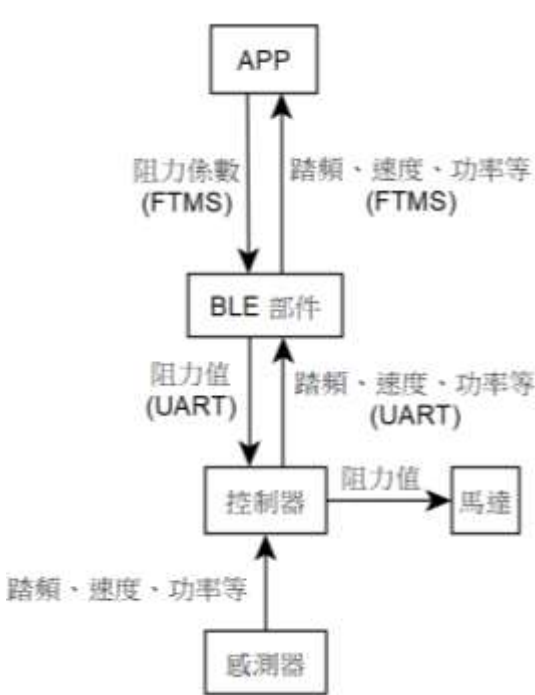 APP
阻力係數
(FTMS)
踏頻、速度、功率等
(FTMS)
BLE 部件
阻力值
(UART)
踏頻、速度、功率等
(UART)
控制器
阻力值
馬達
踏頻、速度、功率等
感測器